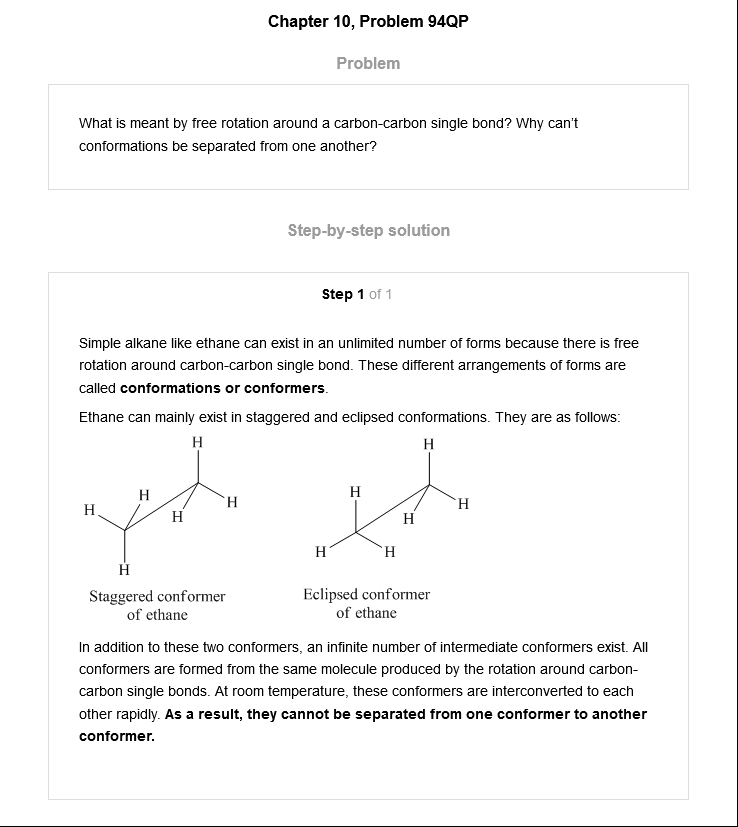 Chapter 10, Problem 94QP
Problem
What is meant by free rotation around a carbon-carbon single bond? Why can't
conformations be separated from one another?
Step-by-step solution
Step 1 of 1
Simple alkane like ethane can exist in an unlimited number of forms because there is free
rotation around carbon-carbon single bond. These different arrangements of forms are
called conformations or conformers.
Ethane can mainly exist in staggered and eclipsed conformations. They are as follows:
H
H
H
H
H
H
Staggered conformer
of ethane
H
H
H
H
H
H
Eclipsed conformer
of ethane
In addition to these two conformers, an infinite number of intermediate conformers exist. All
conformers are formed from the same molecule produced by the rotation around carbon-
carbon single bonds. At room temperature, these conformers are interconverted to each
other rapidly. As a result, they cannot be separated from one conformer to another
conformer.